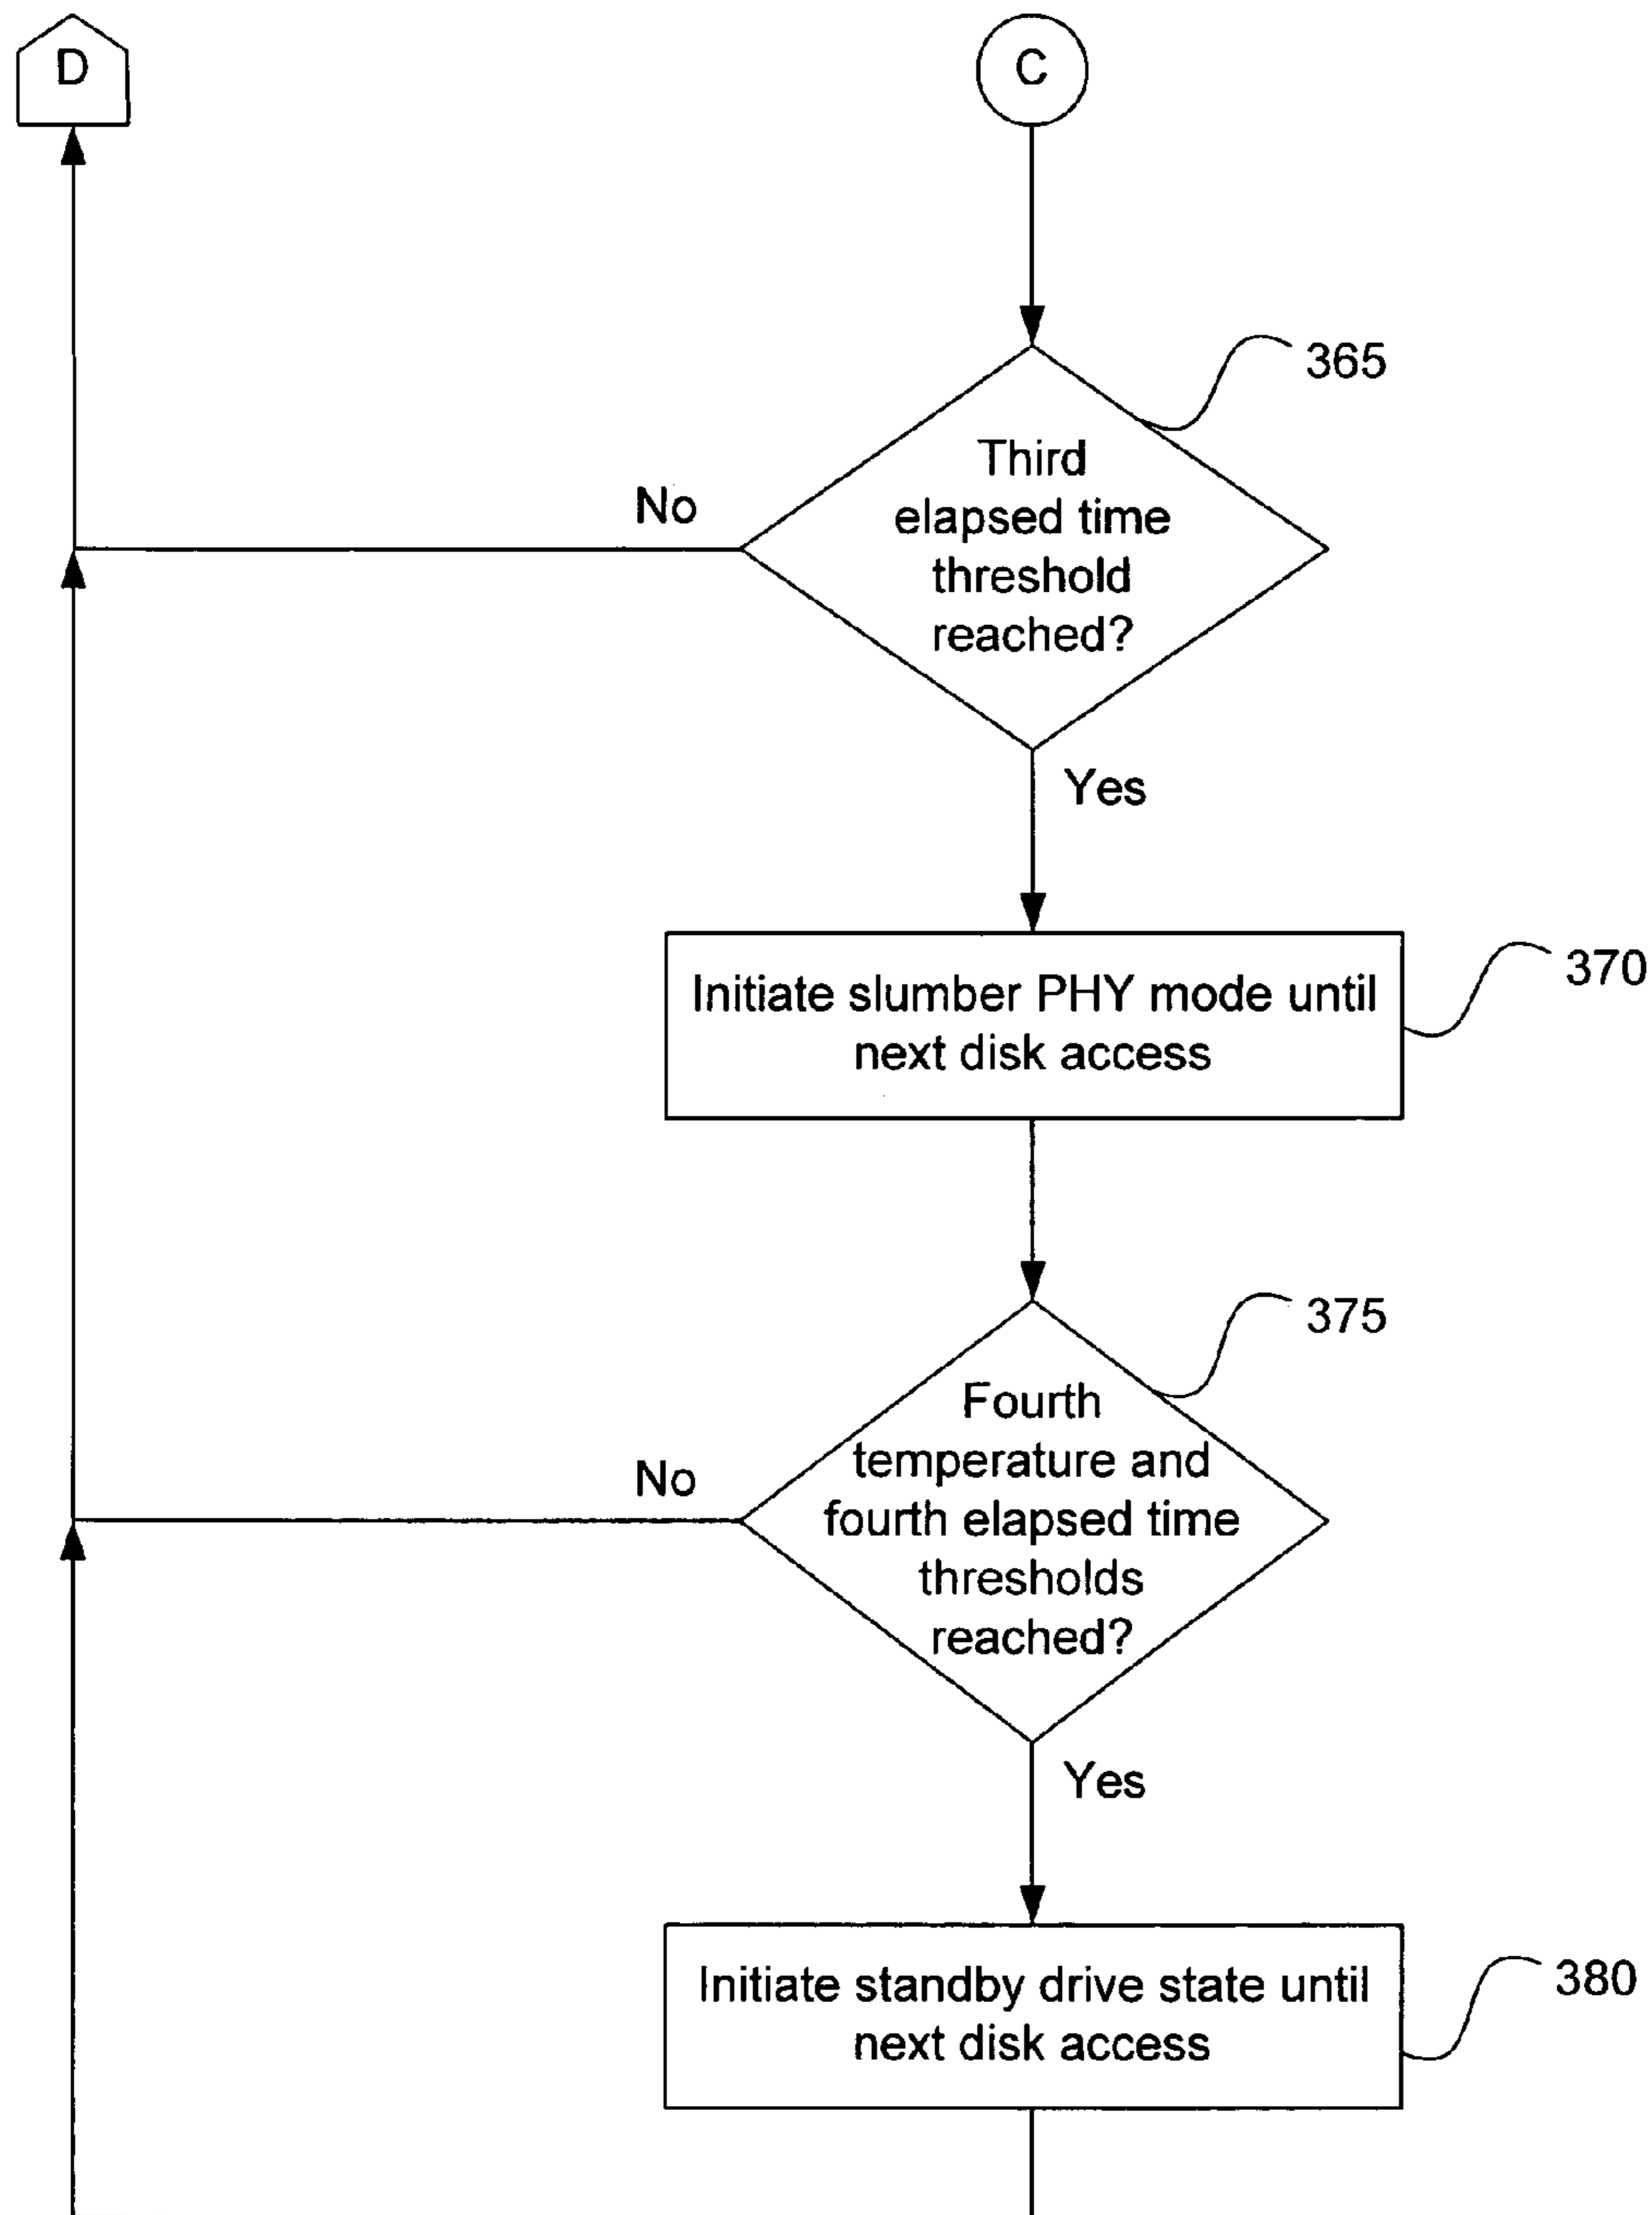 D
C
365
Third
elapsed time
threshold
reached?
No
Yes
370
Initiate slumber PHY mode until
next disk access
375
Fourth
temperature and
fourth elapsed time
thresholds
reached?
No
Yes
380
Initiate standby drive state until
next disk access